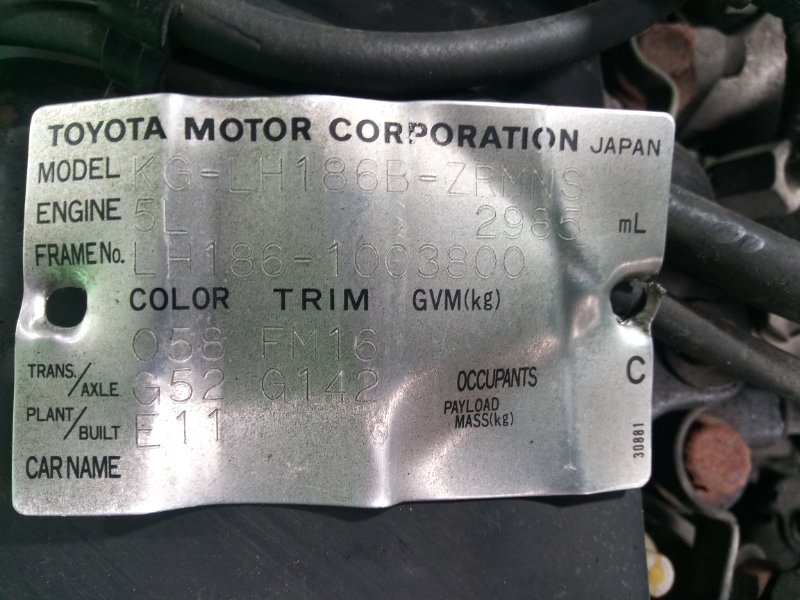 TOYOTA MOTOR CORPORATION JAPAN
MODEL KG-LH186B-ZRMNS
ENGINE 5L 2985 mL
FRAME No. LH186-1003800
COLOR TRIM GVM(kg)
058 FM16
TRANS./AXLE G52 G142 OCCUPANTS C
PLANT/BUILT E11 PAYLOAD MASS(kg)
CAR NAME
30881